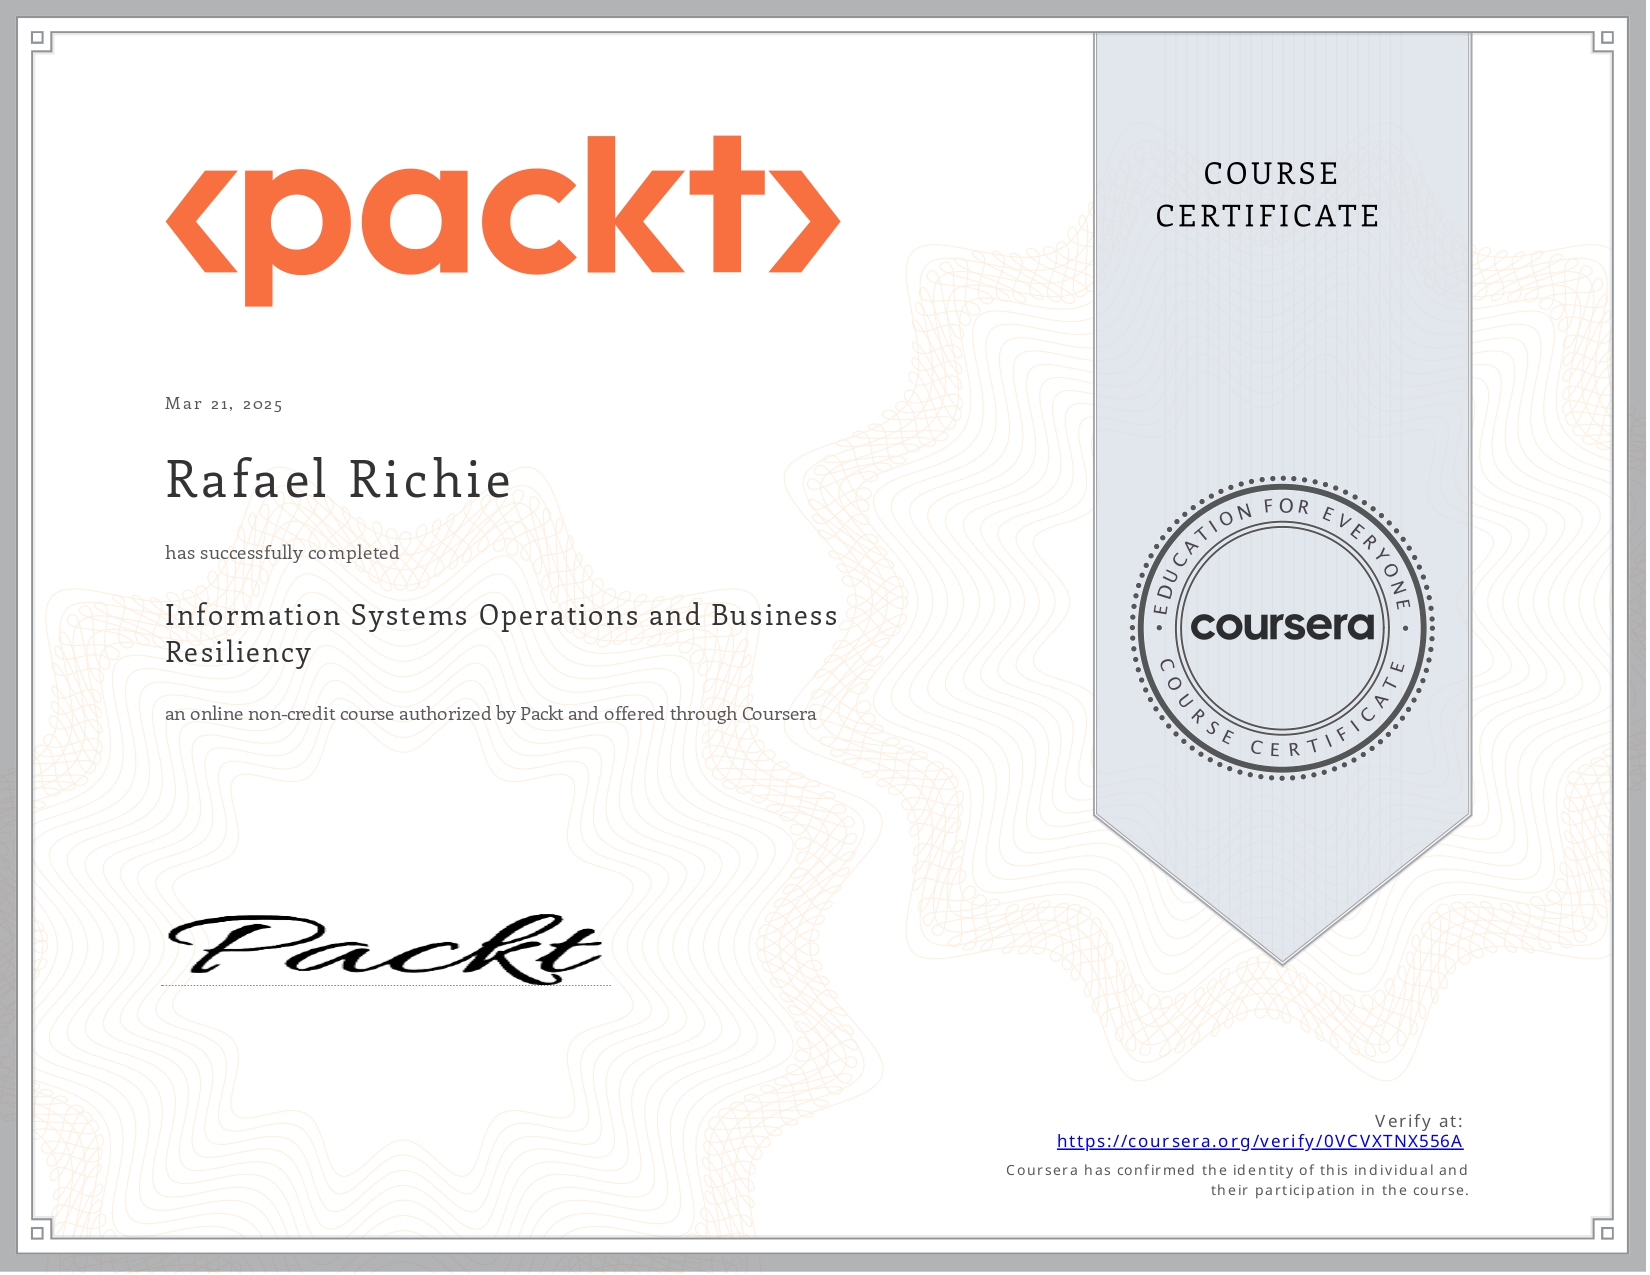 <packt>
COURSE
CERTIFICATE
Mar 21, 2025
Rafael Richie
has successfully completed
Information Systems Operations and Business
Resiliency
an online non-credit course authorized by Packt and offered through Coursera
EDUCATION FOR EVERYONE
coursera
COURSE CERTIFICATE
Packt
Verify at:
https://coursera.org/verify/0VCVXTNX556A
Coursera has confirmed the identity of this individual and
their participation in the course.